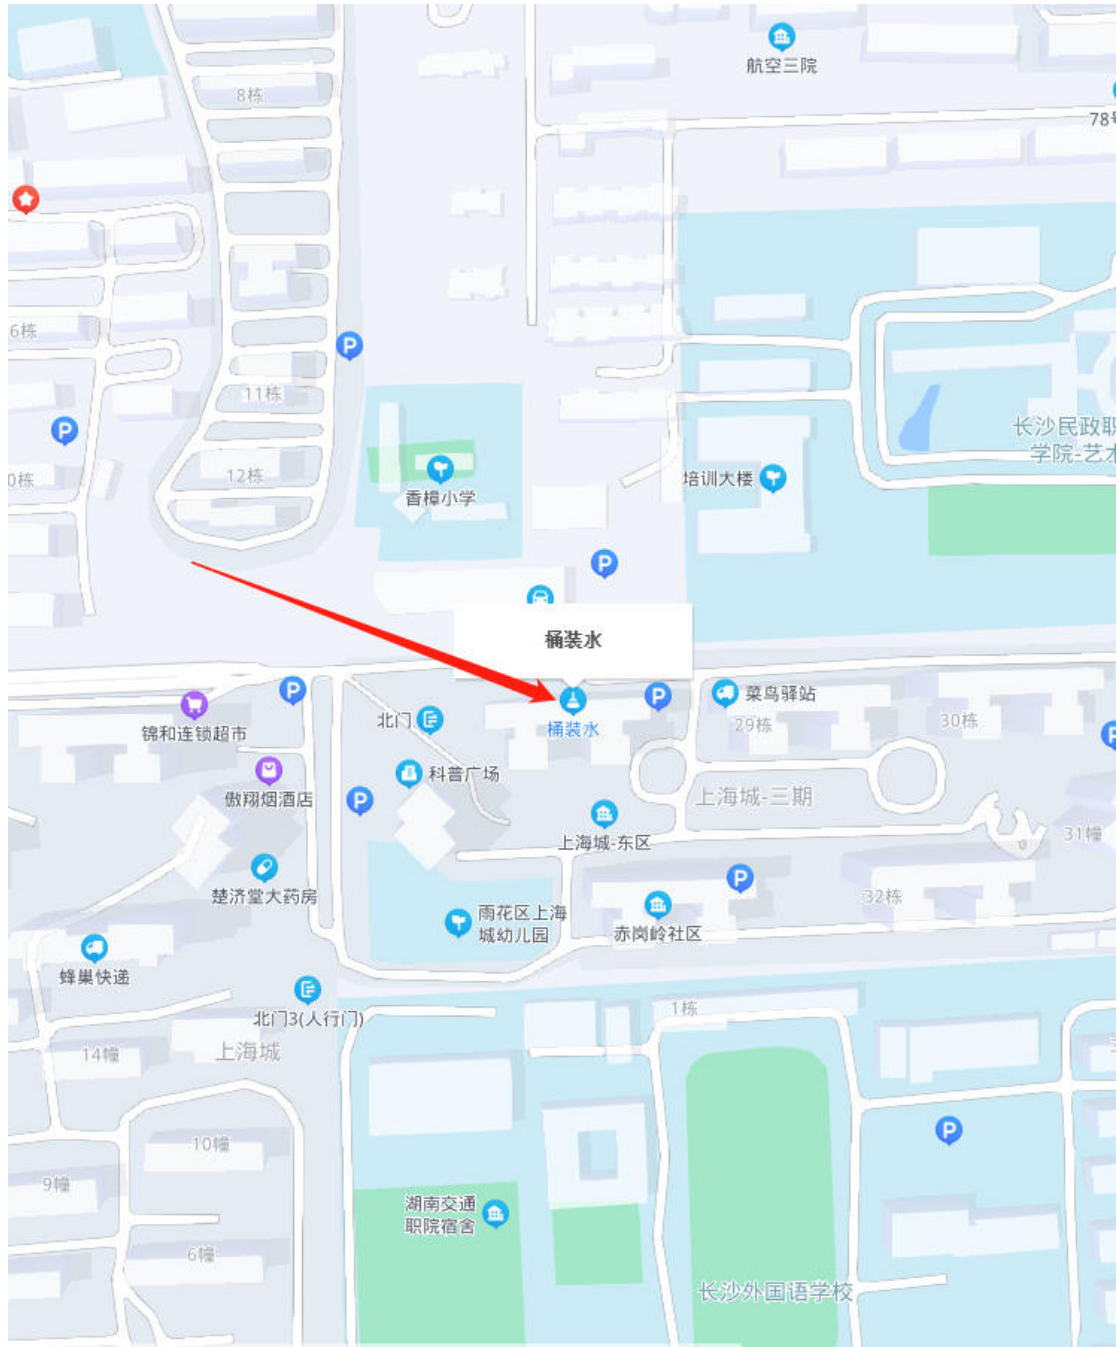 航空三院
8栋
78号
6栋
11栋
长沙民政职
学院-艺术
12栋
0栋
培训大楼
香樟小学
P
桶装水
菜鸟驿站
北门
29栋
30栋
锦和连锁超市
桶装水
科普广场
傲翔烟酒店
上海城-三期
31幢
上海城-东区
楚济堂大药房
32栋
雨花区上海
城幼儿园
赤岗岭社区
蜂巢快递
北门3(人行门)
1栋
14幢
上海城
10幢
9幢
湖南交通
职院宿舍
6幢
长沙外国语学校